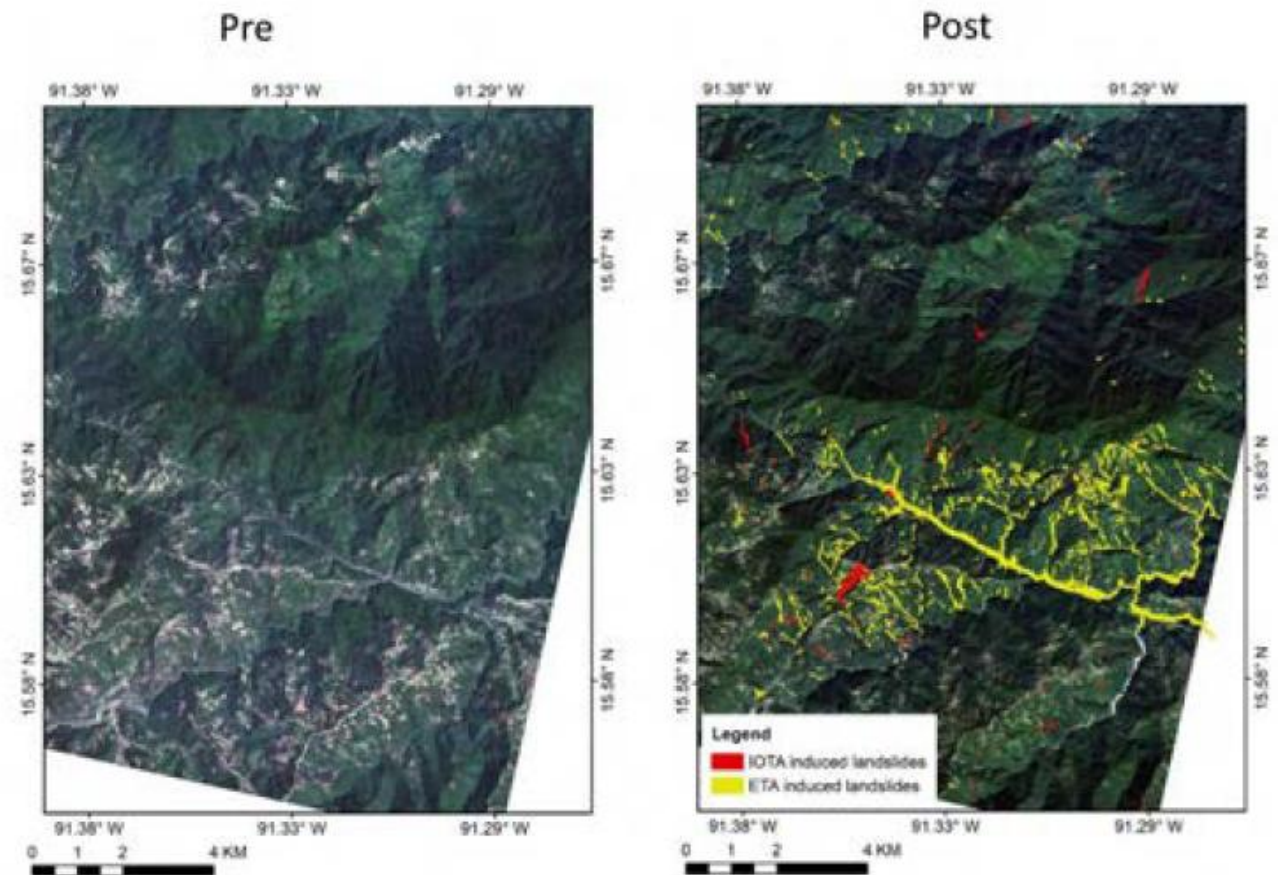 Pre
Post
91.38° W 91.33° W 91.29° W
91.38° W 91.33° W 91.29° W
15.67° N
15.67° N
15.67° N
15.67° N
15.63° N
15.63° N
15.63° N
15.63° N
15.58° N
15.58° N
15.58° N
15.58° N
Legend
IOTA induced landslides
ETA induced landslides
91.38° W 91.33° W 91.29° W
91.38° W 91.33° W 91.29° W
0 1 2 4 KM
0 1 2 4 KM